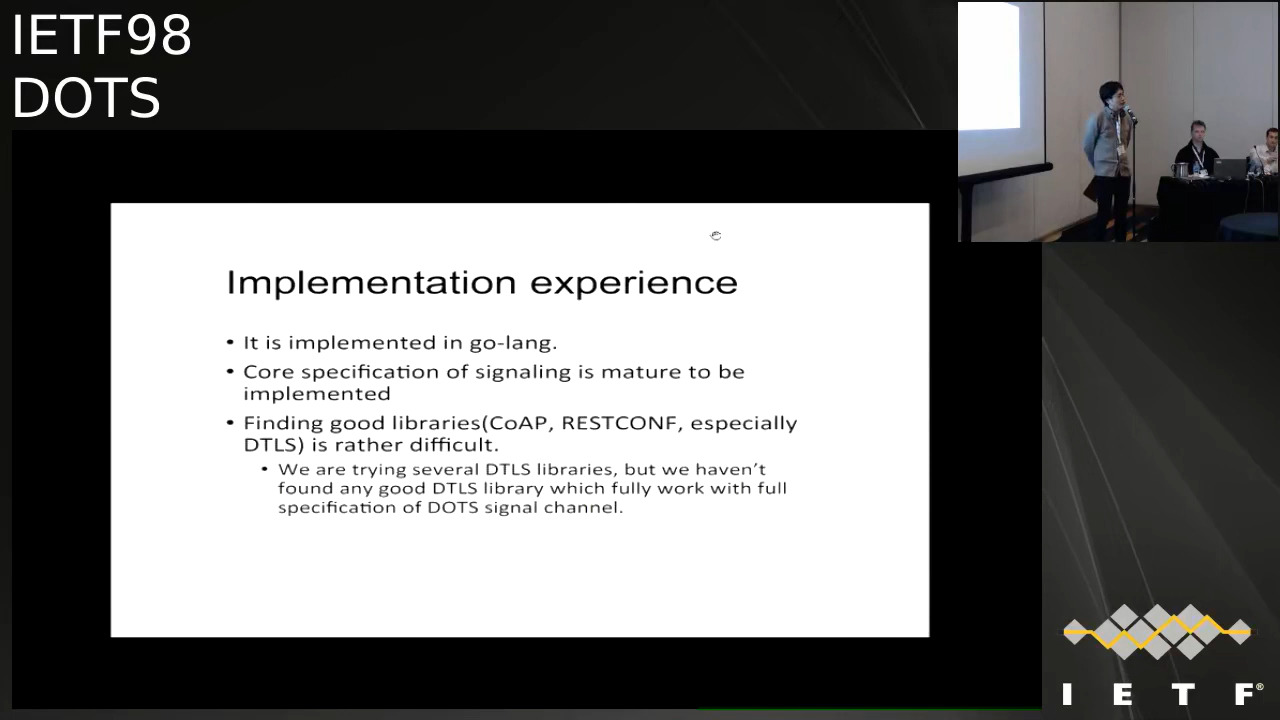 IETF98
DOTS
Implementation experience
• It is implemented in go-lang.
• Core specification of signaling is mature to be
implemented
• Finding good libraries(CoAP, RESTCONF, especially
DTLS) is rather difficult.
• We are trying several DTLS libraries, but we haven’t
found any good DTLS library which fully work with full
specification of DOTS signal channel.
I E T F®